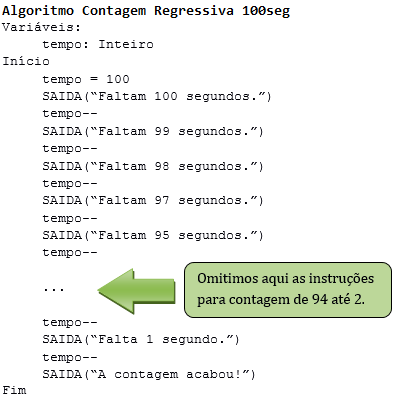 Algoritmo Contagem Regressiva 100seg
Variáveis:
tempo: Inteiro
Início
tempo = 100
SAIDA(“Faltam 100 segundos.”)
tempo--
SAIDA(“Faltam 99 segundos.”)
tempo--
SAIDA(“Faltam 98 segundos.”)
tempo--
SAIDA(“Faltam 97 segundos.”)
tempo--
SAIDA(“Faltam 95 segundos.”)
tempo--
...
Omitimos aqui as instruções
para contagem de 94 até 2.
tempo--
SAIDA(“Falta 1 segundo.”)
tempo--
SAIDA(“A contagem acabou!”)
Fim